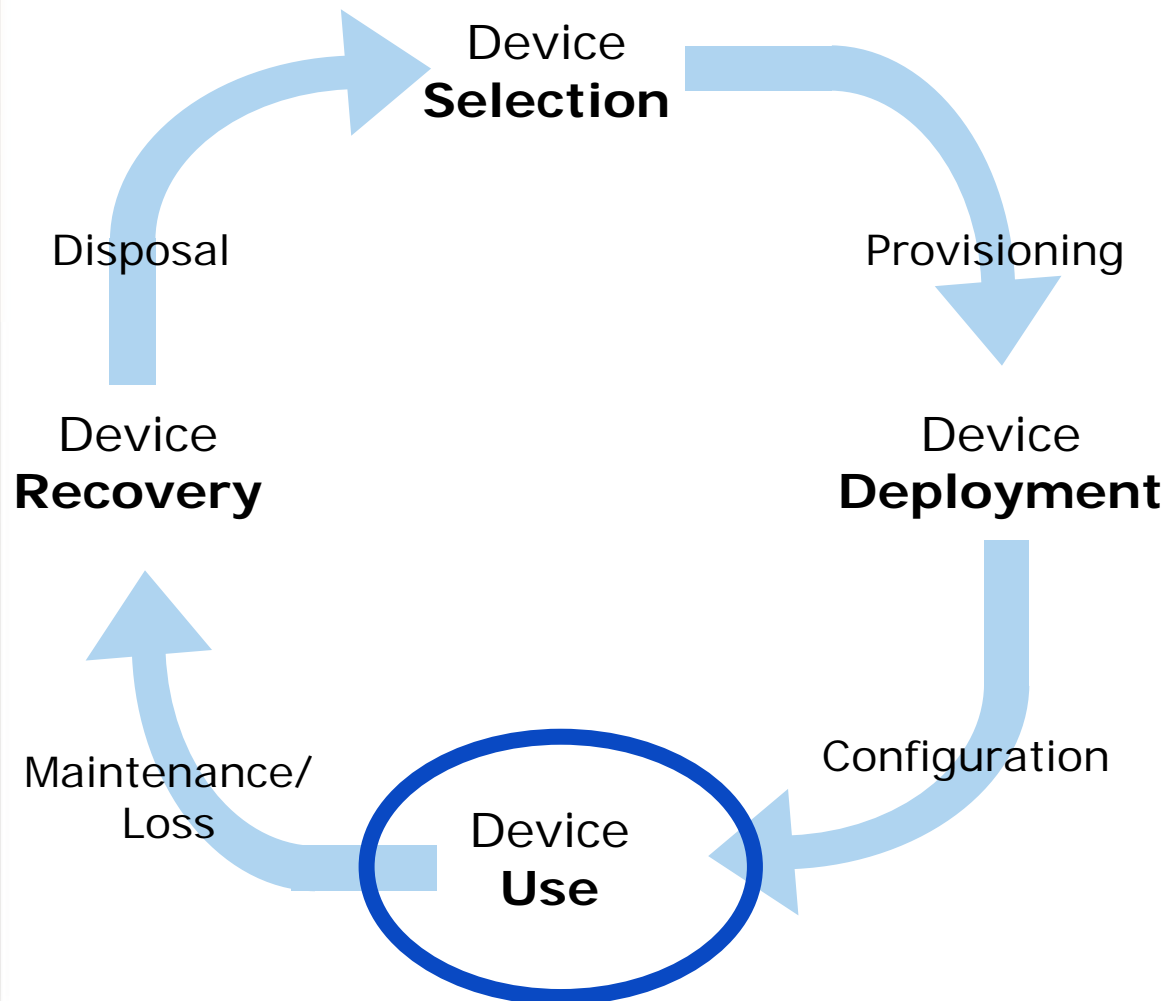 Device
Selection
Provisioning
Device
Deployment
Configuration
Device
Use
Maintenance/
Loss
Device
Recovery
Disposal